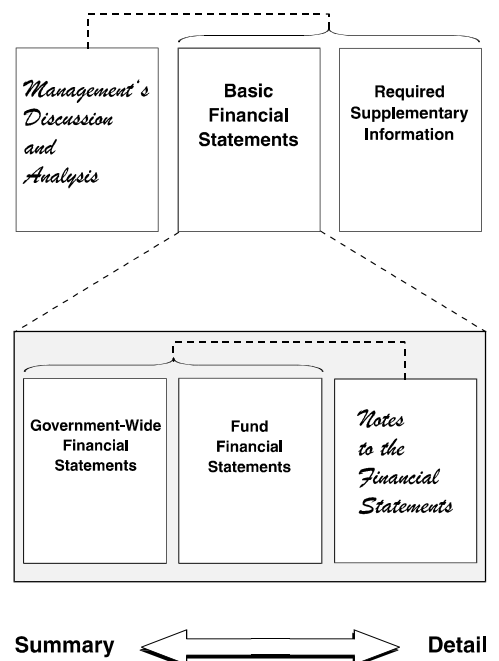 Management's
Discussion
and
Analysis
Basic
Financial
Statements
Required
Supplementary
Information
Government-Wide
Financial
Statements
Fund
Financial
Statements
Notes
to the
Financial
Statements
Summary
Detail